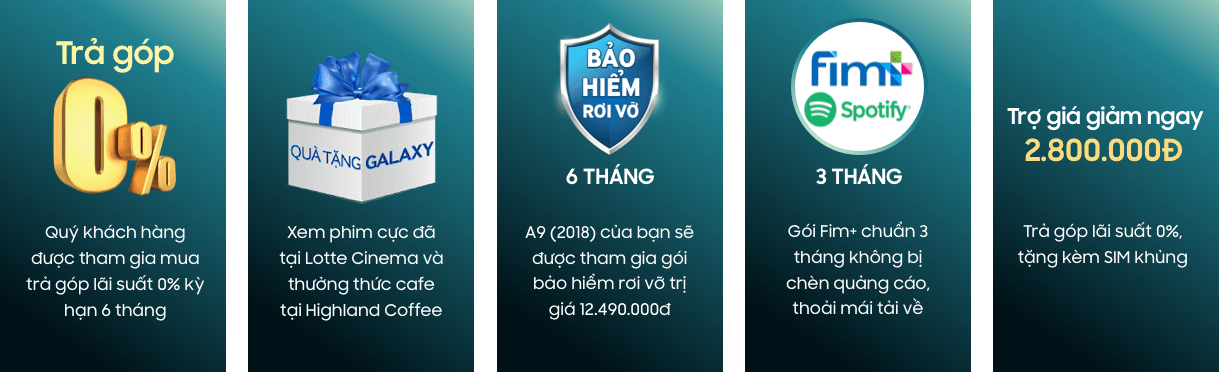 Trả góp
0%
Quý khách hàng
được tham gia mua
trả góp lãi suất 0% kỳ
hạn 6 tháng
QUÀ TẶNG GALAXY
Xem phim cực đã
tại Lotte Cinema và
thưởng thức cafe
tại Highland Coffee
BẢO
HIỂM
RƠI VỠ
6 THÁNG
A9 (2018) của bạn sẽ
được tham gia gói
bảo hiểm rơi vỡ trị
giá 12.490.000đ
fim+
Spotify
3 THÁNG
Gói Fim+ chuẩn 3
tháng không bị
chèn quảng cáo,
thoải mái tải về
Trợ giá giảm ngay
2.800.000Đ
Trả góp lãi suất 0%,
tặng kèm SIM khủng